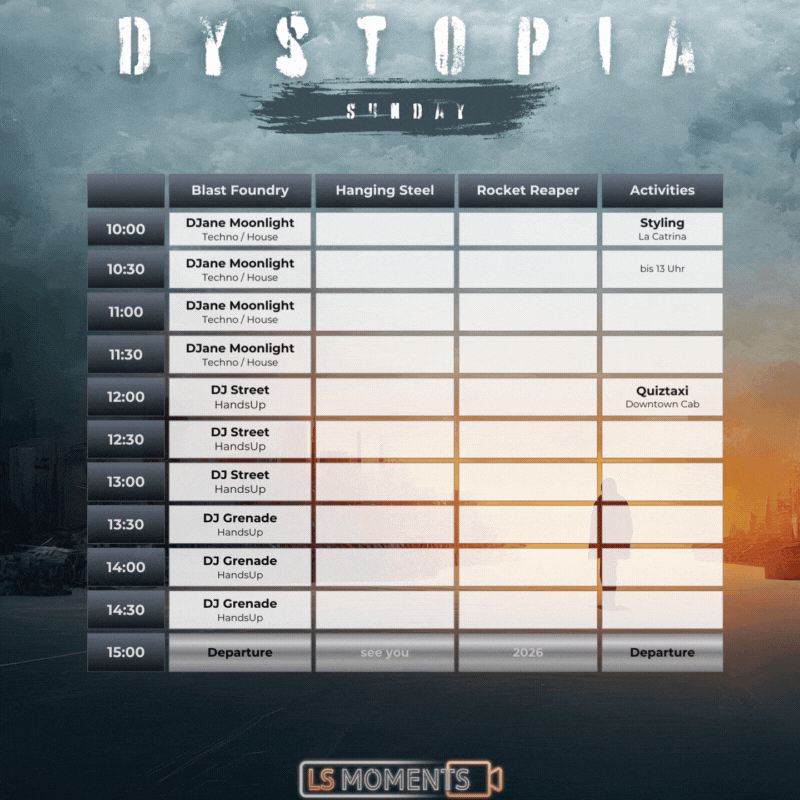 DYSTOPIA
SUNDAY
Blast Foundry Hanging Steel Rocket Reaper Activities
10:00 DJane Moonlight Styling
Techno / House La Catrina
10:30 DJane Moonlight bis 13 Uhr
Techno / House
11:00 DJane Moonlight
Techno / House
11:30 DJane Moonlight
Techno / House
12:00 DJ Street Quiztaxi
HandsUp Downtown Cab
12:30 DJ Street
HandsUp
13:00 DJ Street
HandsUp
13:30 DJ Grenade
HandsUp
14:00 DJ Grenade
HandsUp
14:30 DJ Grenade
HandsUp
15:00 Departure see you 2026 Departure
LS MOMENTS